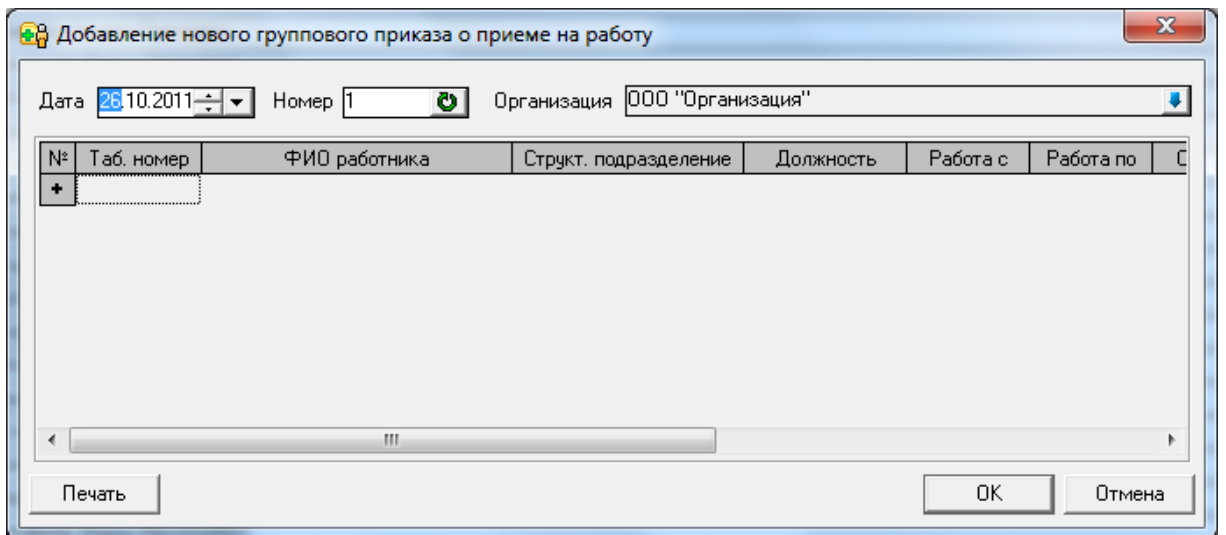 Добавление нового группового приказа о приеме на работу
Дата 26.10.2011 Номер 1 Организация ООО "Организация"
№ Таб. номер ФИО работника Структ. подразделение Должность Работа с Работа по
Печать ОК Отмена